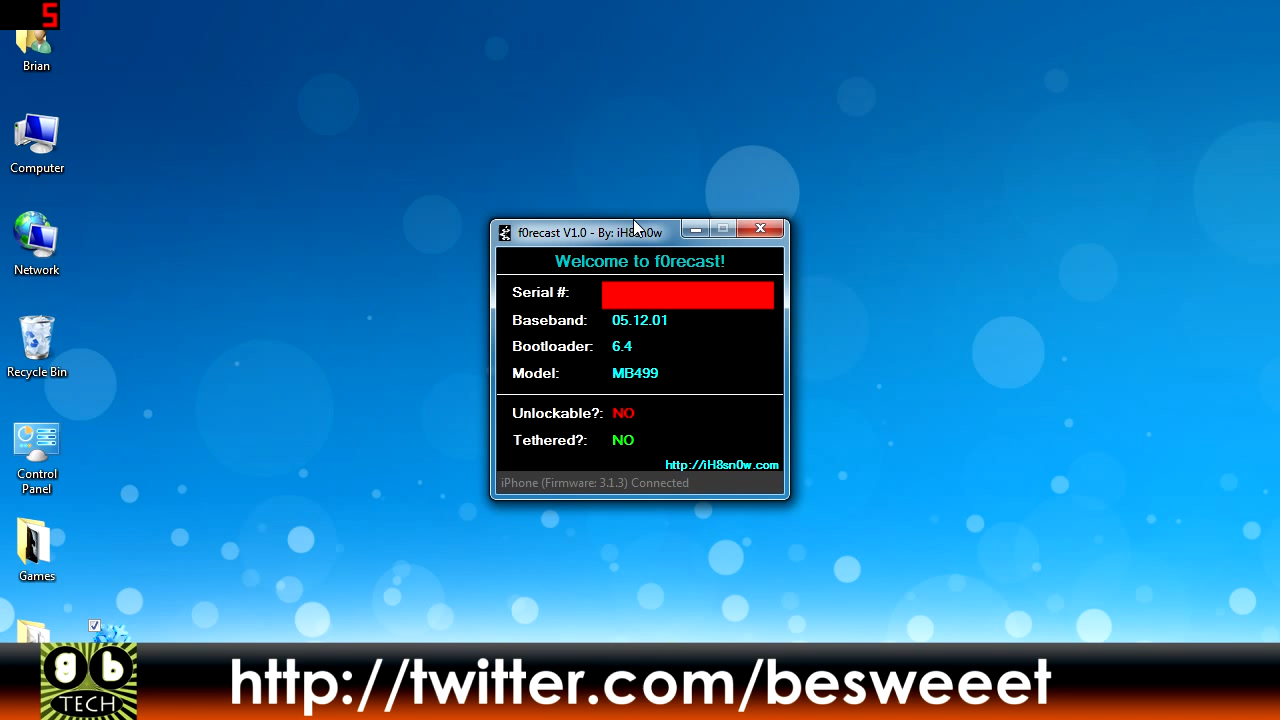 5
Brian
Computer
Network
Recycle Bin
Control
Panel
Games
f0recast V1.0 - By: iH8sn0w
Welcome to f0recast!
Serial #:
Baseband: 05.12.01
Bootloader: 6.4
Model: MB499
Unlockable?: NO
Tethered?: NO
http://iH8sn0w.com
iPhone (Firmware: 3.1.3) Connected
g b
TECH
http://twitter.com/besweeet